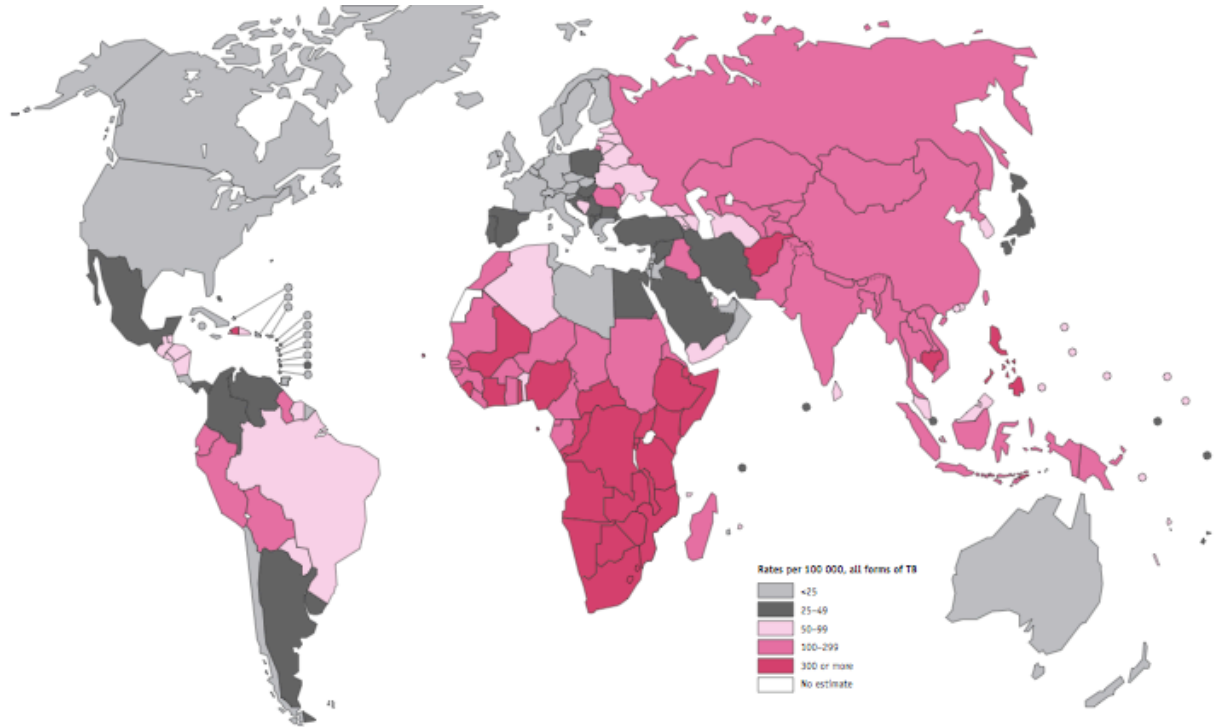 Rates per 100 000, all forms of TB
<25
25–49
50–99
100–299
300 or more
No estimate